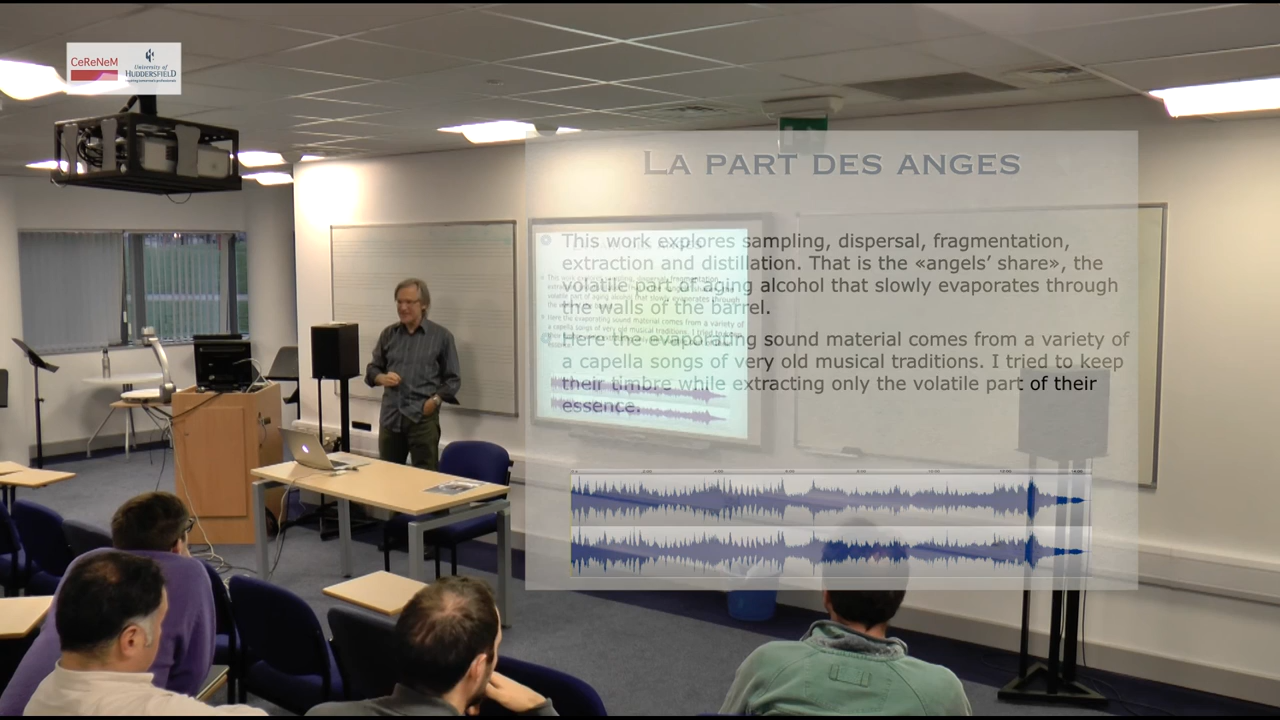 CeReNeM
University of
HUDDERSFIELD
LA PART DES ANGES
This work explores sampling, dispersal, fragmentation,
extraction and distillation. That is the «angels’ share», the
volatile part of aging alcohol that slowly evaporates through
the walls of the barrel.
Here the evaporating sound material comes from a variety of
a capella songs of very old musical traditions. I tried to keep
their timbre while extracting only the volatile part of their
essence.